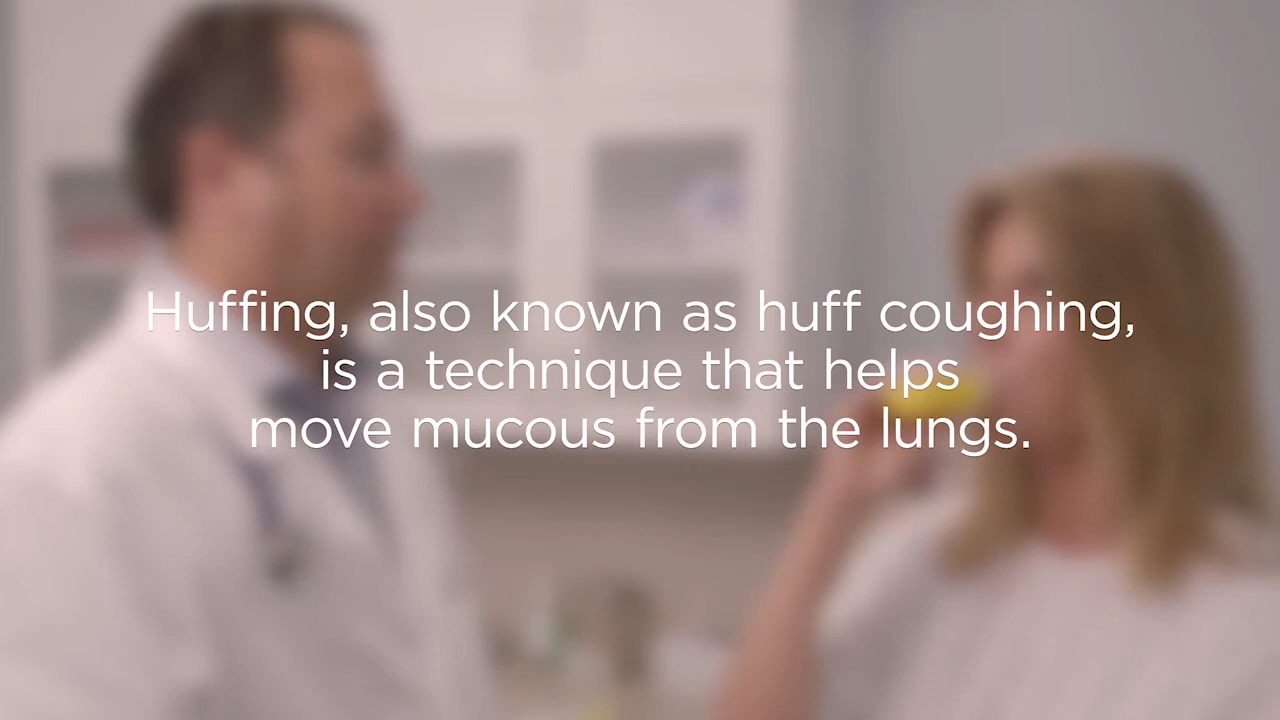 Huffing, also known as huff coughing,
is a technique that helps
move mucous from the lungs.